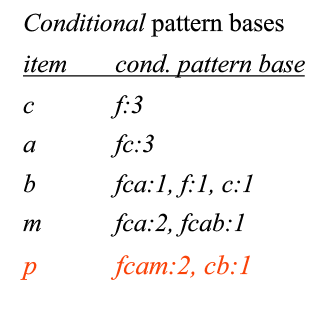 Conditional pattern bases
item cond. pattern base
c f:3
a fc:3
b fca:1, f:1, c:1
m fca:2, fcab:1
p fcam:2, cb:1